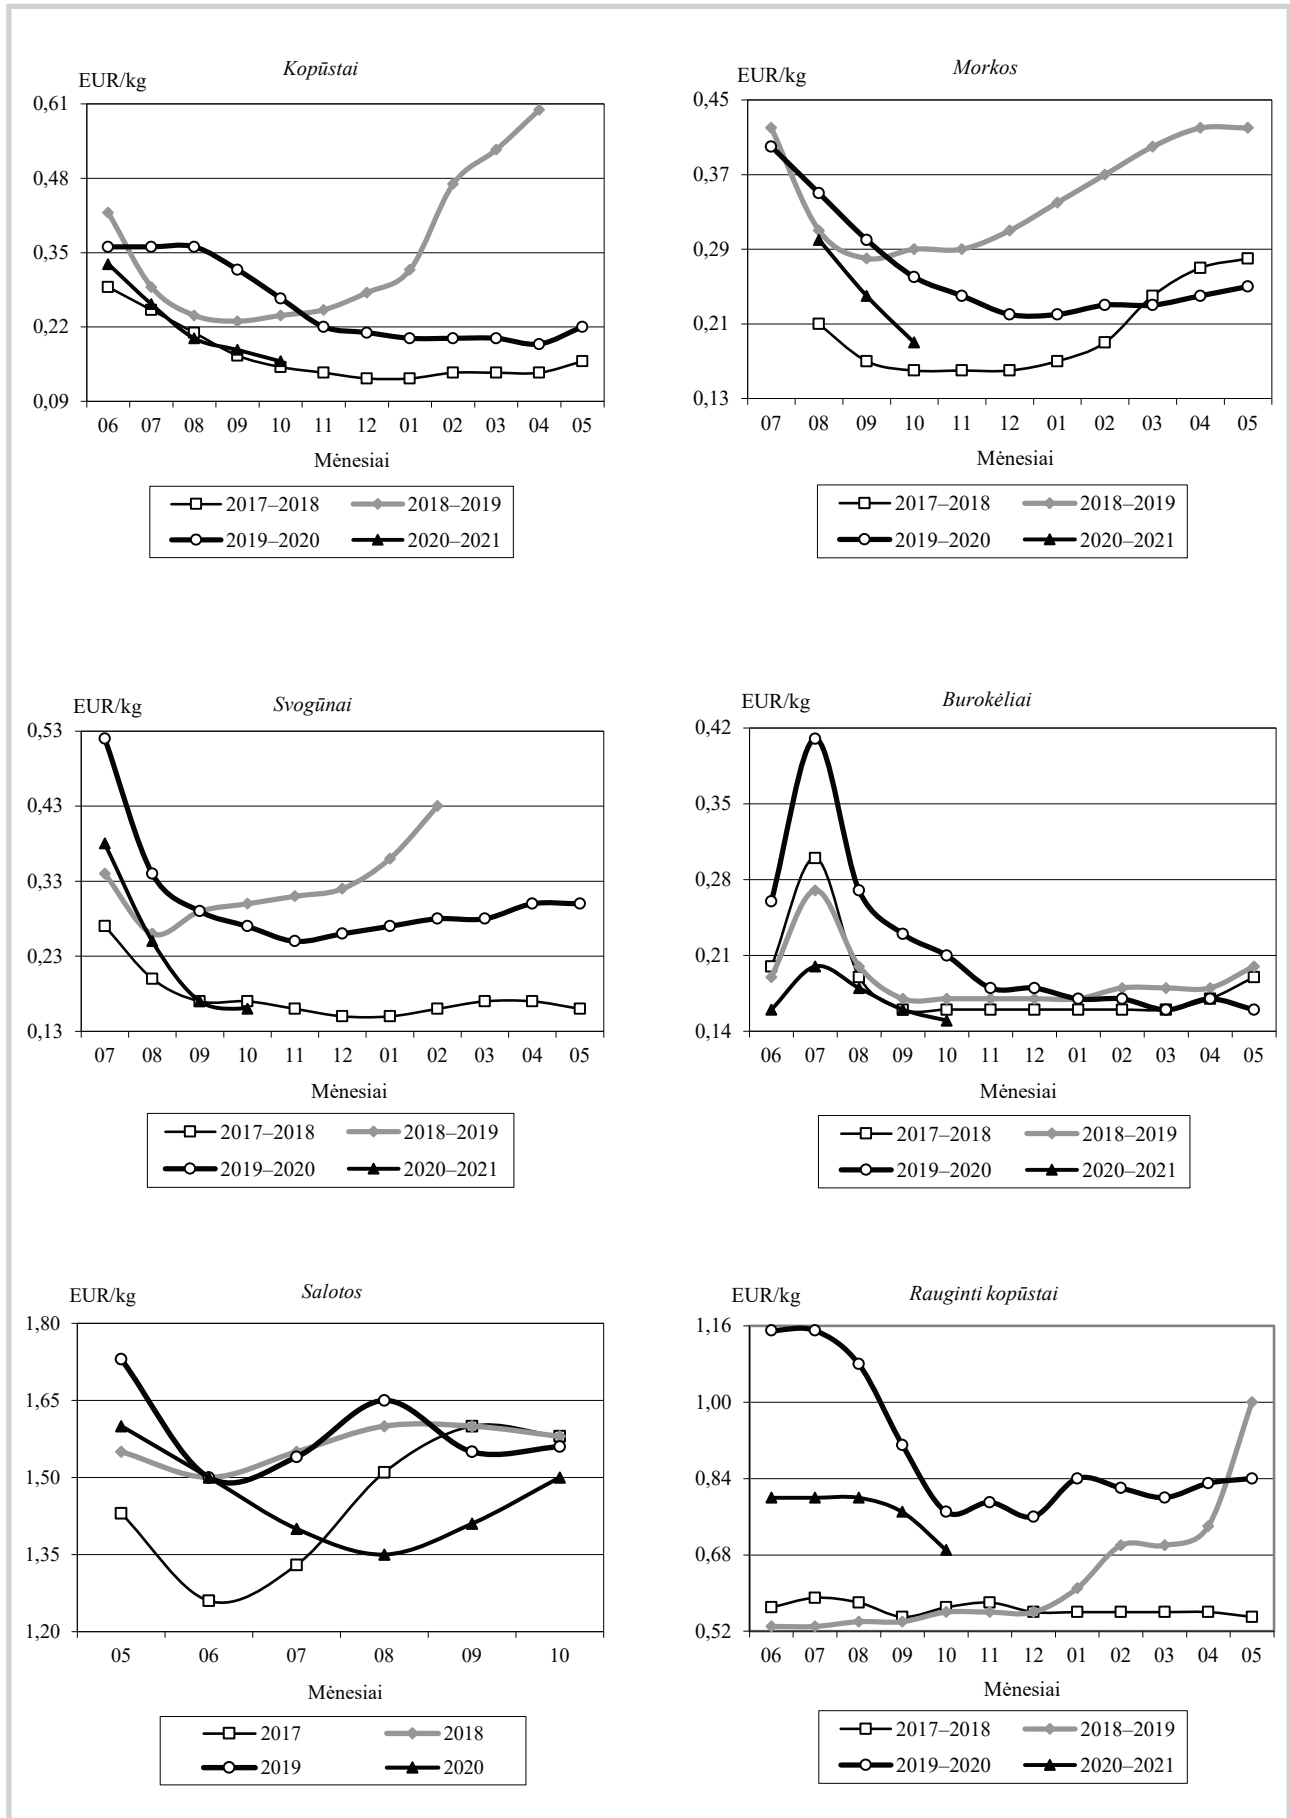 Kopūstai
EUR/kg
0,61
0,48
0,35
0,22
0,09
06 07 08 09 10 11 12 01 02 03 04 05
Mėnesiai
2017–2018 2018–2019
2019–2020 2020–2021
Morkos
EUR/kg
0,45
0,37
0,29
0,21
0,13
07 08 09 10 11 12 01 02 03 04 05
Mėnesiai
2017–2018 2018–2019
2019–2020 2020–2021
Svogūnai
EUR/kg
0,53
0,43
0,33
0,23
0,13
07 08 09 10 11 12 01 02 03 04 05
Mėnesiai
2017–2018 2018–2019
2019–2020 2020–2021
Burokėliai
EUR/kg
0,42
0,35
0,28
0,21
0,14
06 07 08 09 10 11 12 01 02 03 04 05
Mėnesiai
2017–2018 2018–2019
2019–2020 2020–2021
Salotos
EUR/kg
1,80
1,65
1,50
1,35
1,20
05 06 07 08 09 10
Mėnesiai
2017 2018
2019 2020
Rauginti kopūstai
EUR/kg
1,16
1,00
0,84
0,68
0,52
06 07 08 09 10 11 12 01 02 03 04 05
Mėnesiai
2017–2018 2018–2019
2019–2020 2020–2021